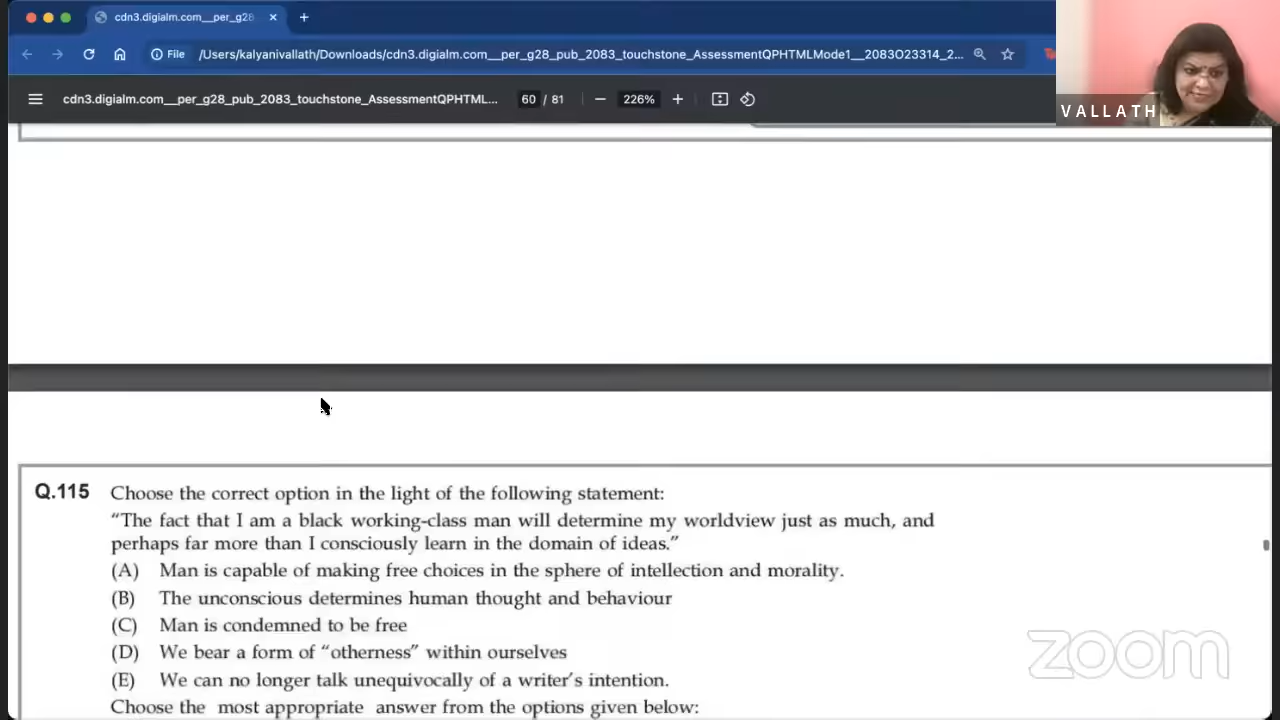 cdn3.digialm.com__per_g28
File
/Users/kalyanivallath/Downloads/cdn3.digialm.com__per_g28_pub_2083_touchstone_AssessmentQPHTMLMode1__2083O23314_2...
cdn3.digialm.com__per_g28_pub_2083_touchstone_AssessmentQPHTML...
60 / 81
226%
VALLATH
Q.115 Choose the correct option in the light of the following statement:
“The fact that I am a black working-class man will determine my worldview just as much, and
perhaps far more than I consciously learn in the domain of ideas.”
(A) Man is capable of making free choices in the sphere of intellection and morality.
(B) The unconscious determines human thought and behaviour
(C) Man is condemned to be free
(D) We bear a form of “otherness” within ourselves
(E) We can no longer talk unequivocally of a writer's intention.
Choose the most appropriate answer from the options given below:
zoom